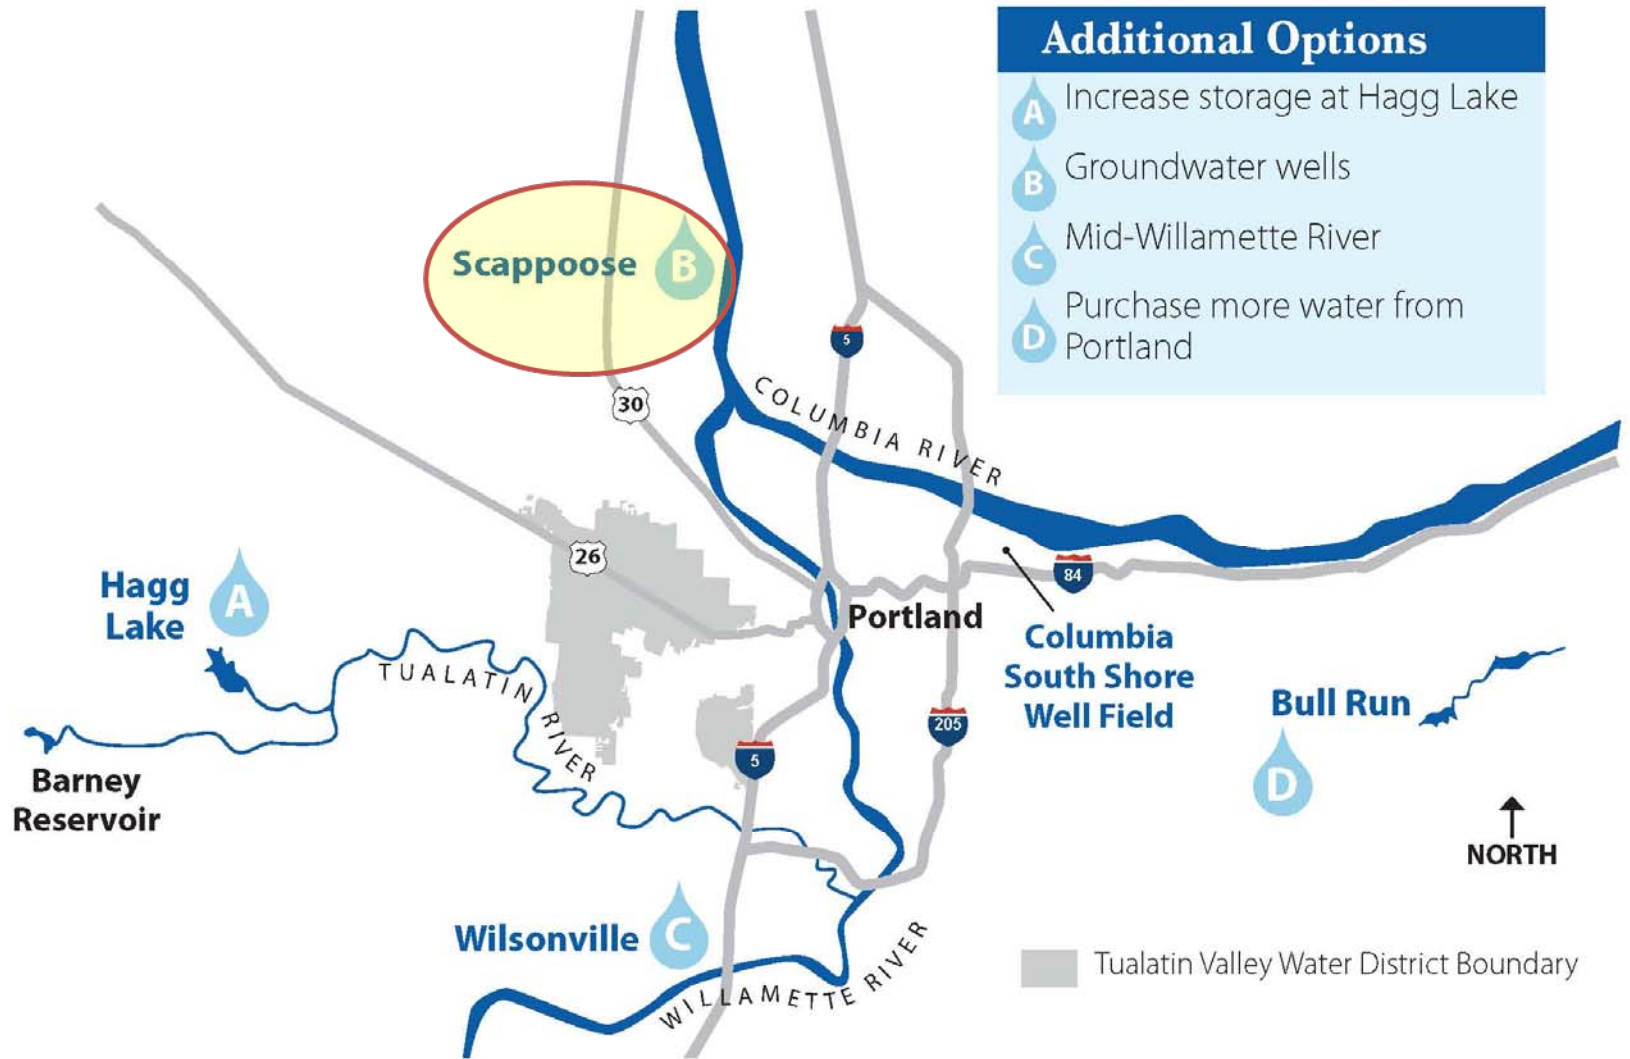 Additional Options
A Increase storage at Hagg Lake
B Groundwater wells
C Mid-Willamette River
D Purchase more water from
Portland
Scappoose B
5
30
COLUMBIA RIVER
26
84
Hagg
Lake
A
Portland
Columbia
South Shore
Well Field
TUALATIN RIVER
Bull Run
D
205
5
Barney
Reservoir
NORTH
Wilsonville C
WILLAMETTE RIVER
Tualatin Valley Water District Boundary